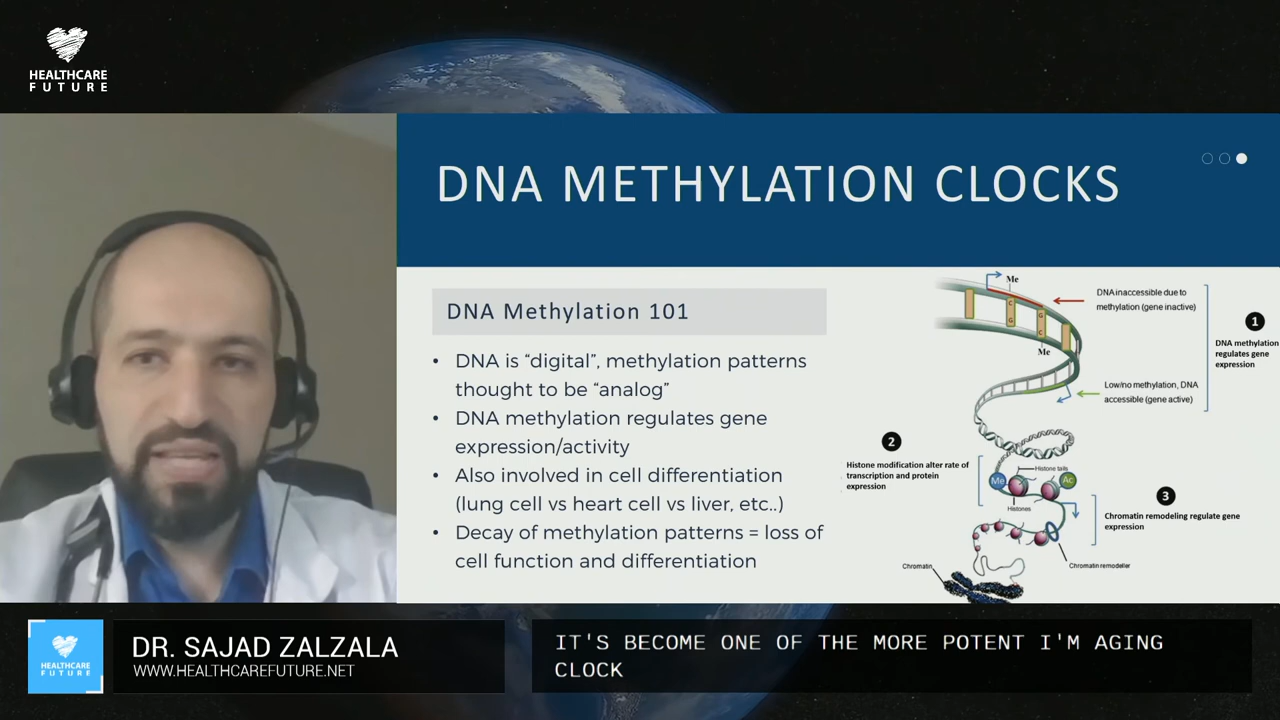 HEALTHCARE
FUTURE
DNA METHYLATION CLOCKS
DNA Methylation 101
• DNA is “digital”, methylation patterns
thought to be “analog”
• DNA methylation regulates gene
expression/activity
• Also involved in cell differentiation
(lung cell vs heart cell vs liver, etc..)
• Decay of methylation patterns = loss of
cell function and differentiation
Me
C
G
G
C
Me
DNA inaccessible due to
methylation (gene inactive)
1
DNA methylation
regulates gene
expression
Low/no methylation, DNA
accessible (gene active)
2
Histone modification alter rate of
transcription and protein
expression
Histone tails
Me
Ac
Histones
3
Chromatin remodeling regulate gene
expression
Chromatin
Chromatin remodeller
HEALTHCARE
FUTURE
DR. SAJAD ZALZALA
WWW.HEALTHCAREFUTURE.NET
IT'S BECOME ONE OF THE MORE POTENT I'M AGING
CLOCK